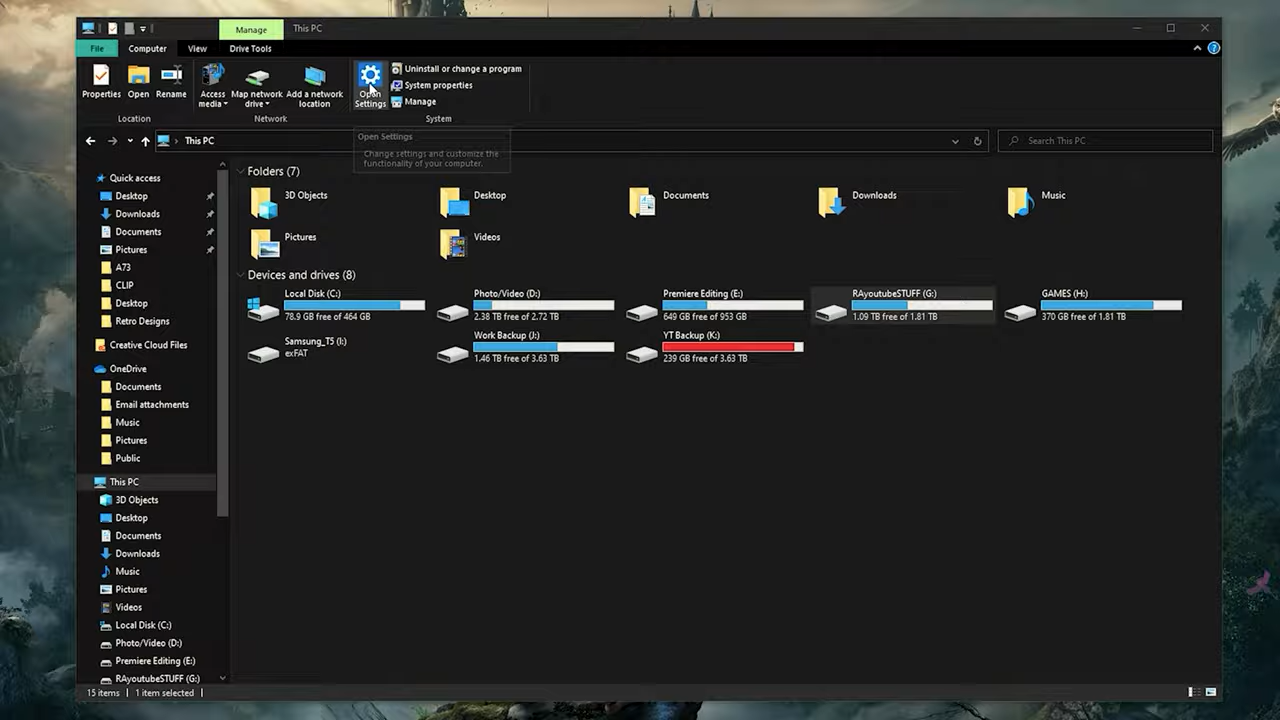 Manage
This PC
File
Computer
View
Drive Tools
Properties
Open
Rename
Access
media
Map network
drive
Add a network
location
Open
Settings
Uninstall or change a program
System properties
Manage
Location
Network
System
This PC
Search This PC
Open Settings
Change settings and customize the
functionality of your computer.
Quick access
Desktop
Downloads
Documents
Pictures
A73
CLIP
Desktop
Retro Designs
Creative Cloud Files
OneDrive
Documents
Email attachments
Music
Pictures
Public
This PC
3D Objects
Desktop
Documents
Downloads
Music
Pictures
Videos
Local Disk (C:)
Photo/Video (D:)
Premiere Editing (E:)
RAyoutubeSTUFF (G:)
Folders (7)
3D Objects
Desktop
Documents
Downloads
Music
Pictures
Videos
Devices and drives (8)
Local Disk (C:)
78.9 GB free of 464 GB
Photo/Video (D:)
2.38 TB free of 2.72 TB
Premiere Editing (E:)
649 GB free of 953 GB
RAyoutubeSTUFF (G:)
1.09 TB free of 1.81 TB
GAMES (H:)
370 GB free of 1.81 TB
Samsung_T5 (I:)
exFAT
Work Backup (J:)
1.46 TB free of 3.63 TB
YT Backup (K:)
239 GB free of 3.63 TB
15 items
1 item selected